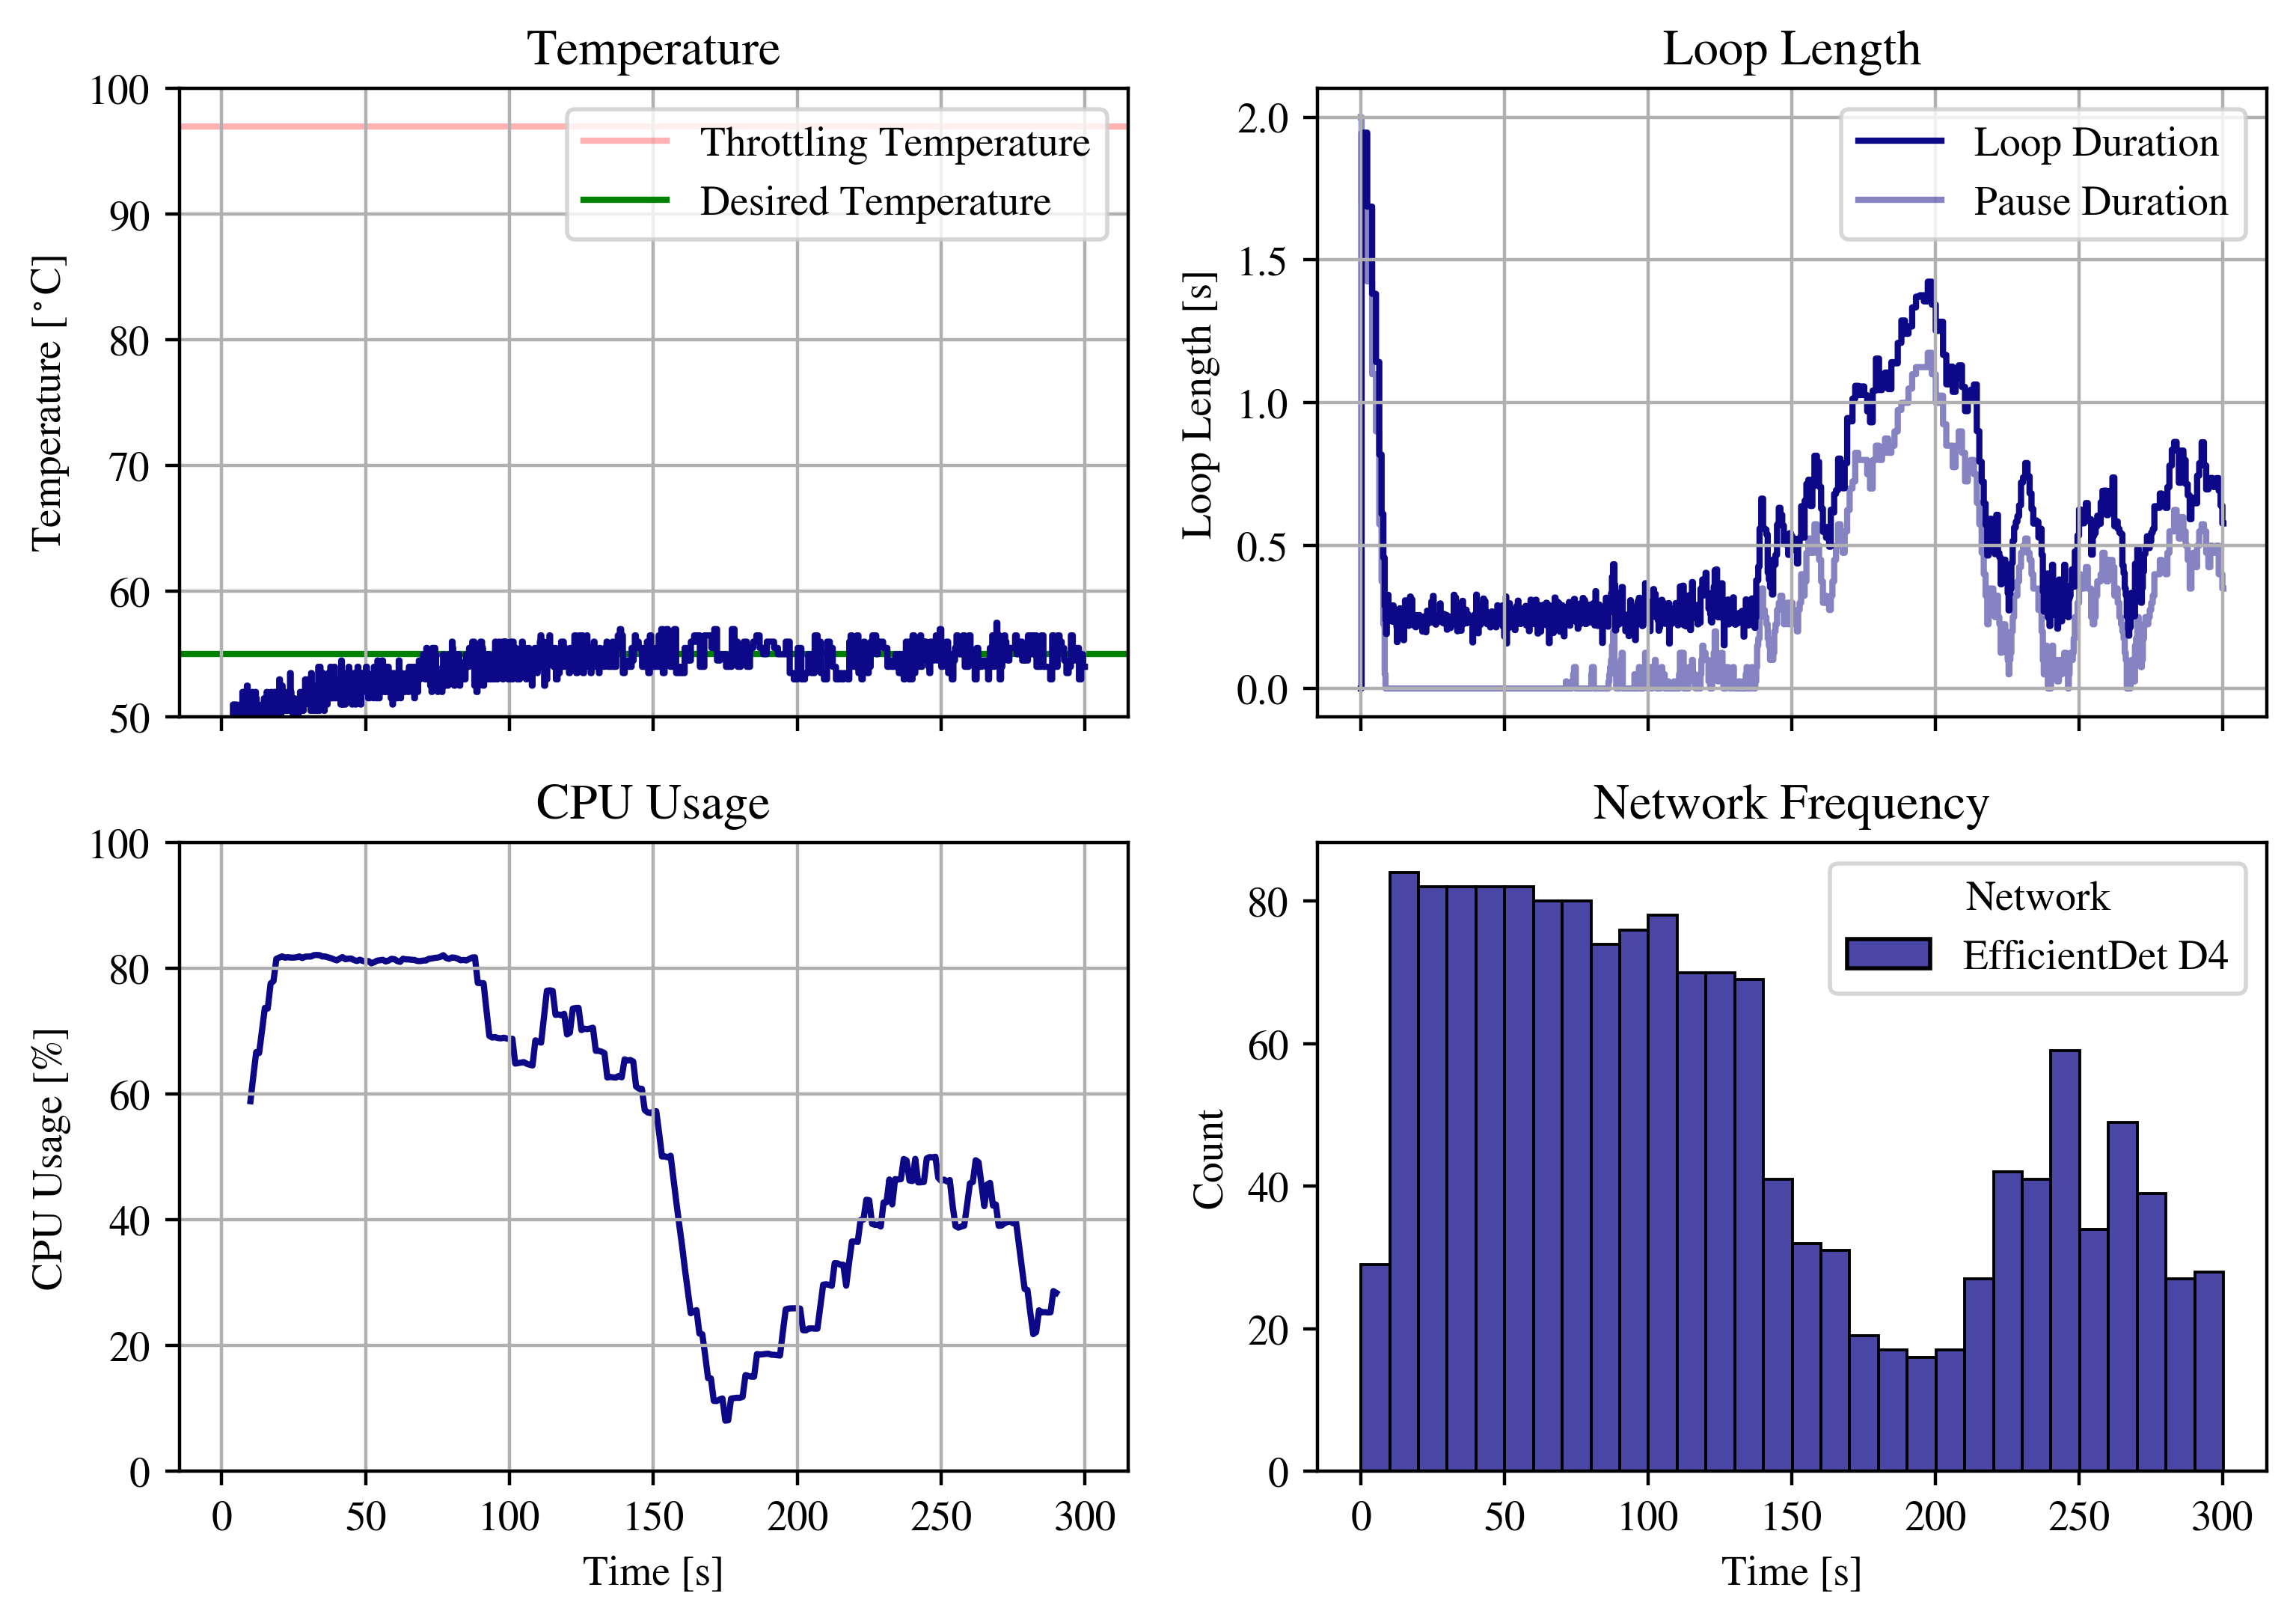 Temperature
100
90
80
70
60
50
Temperature [°C]
Throttling Temperature
Desired Temperature
Loop Length
2.0
1.5
1.0
0.5
0.0
Loop Length [s]
Loop Duration
Pause Duration
CPU Usage
100
80
60
40
20
0
CPU Usage [%]
0 50 100 150 200 250 300
Time [s]
Network Frequency
80
60
40
20
0
Count
Network
EfficientDet D4
0 50 100 150 200 250 300
Time [s]